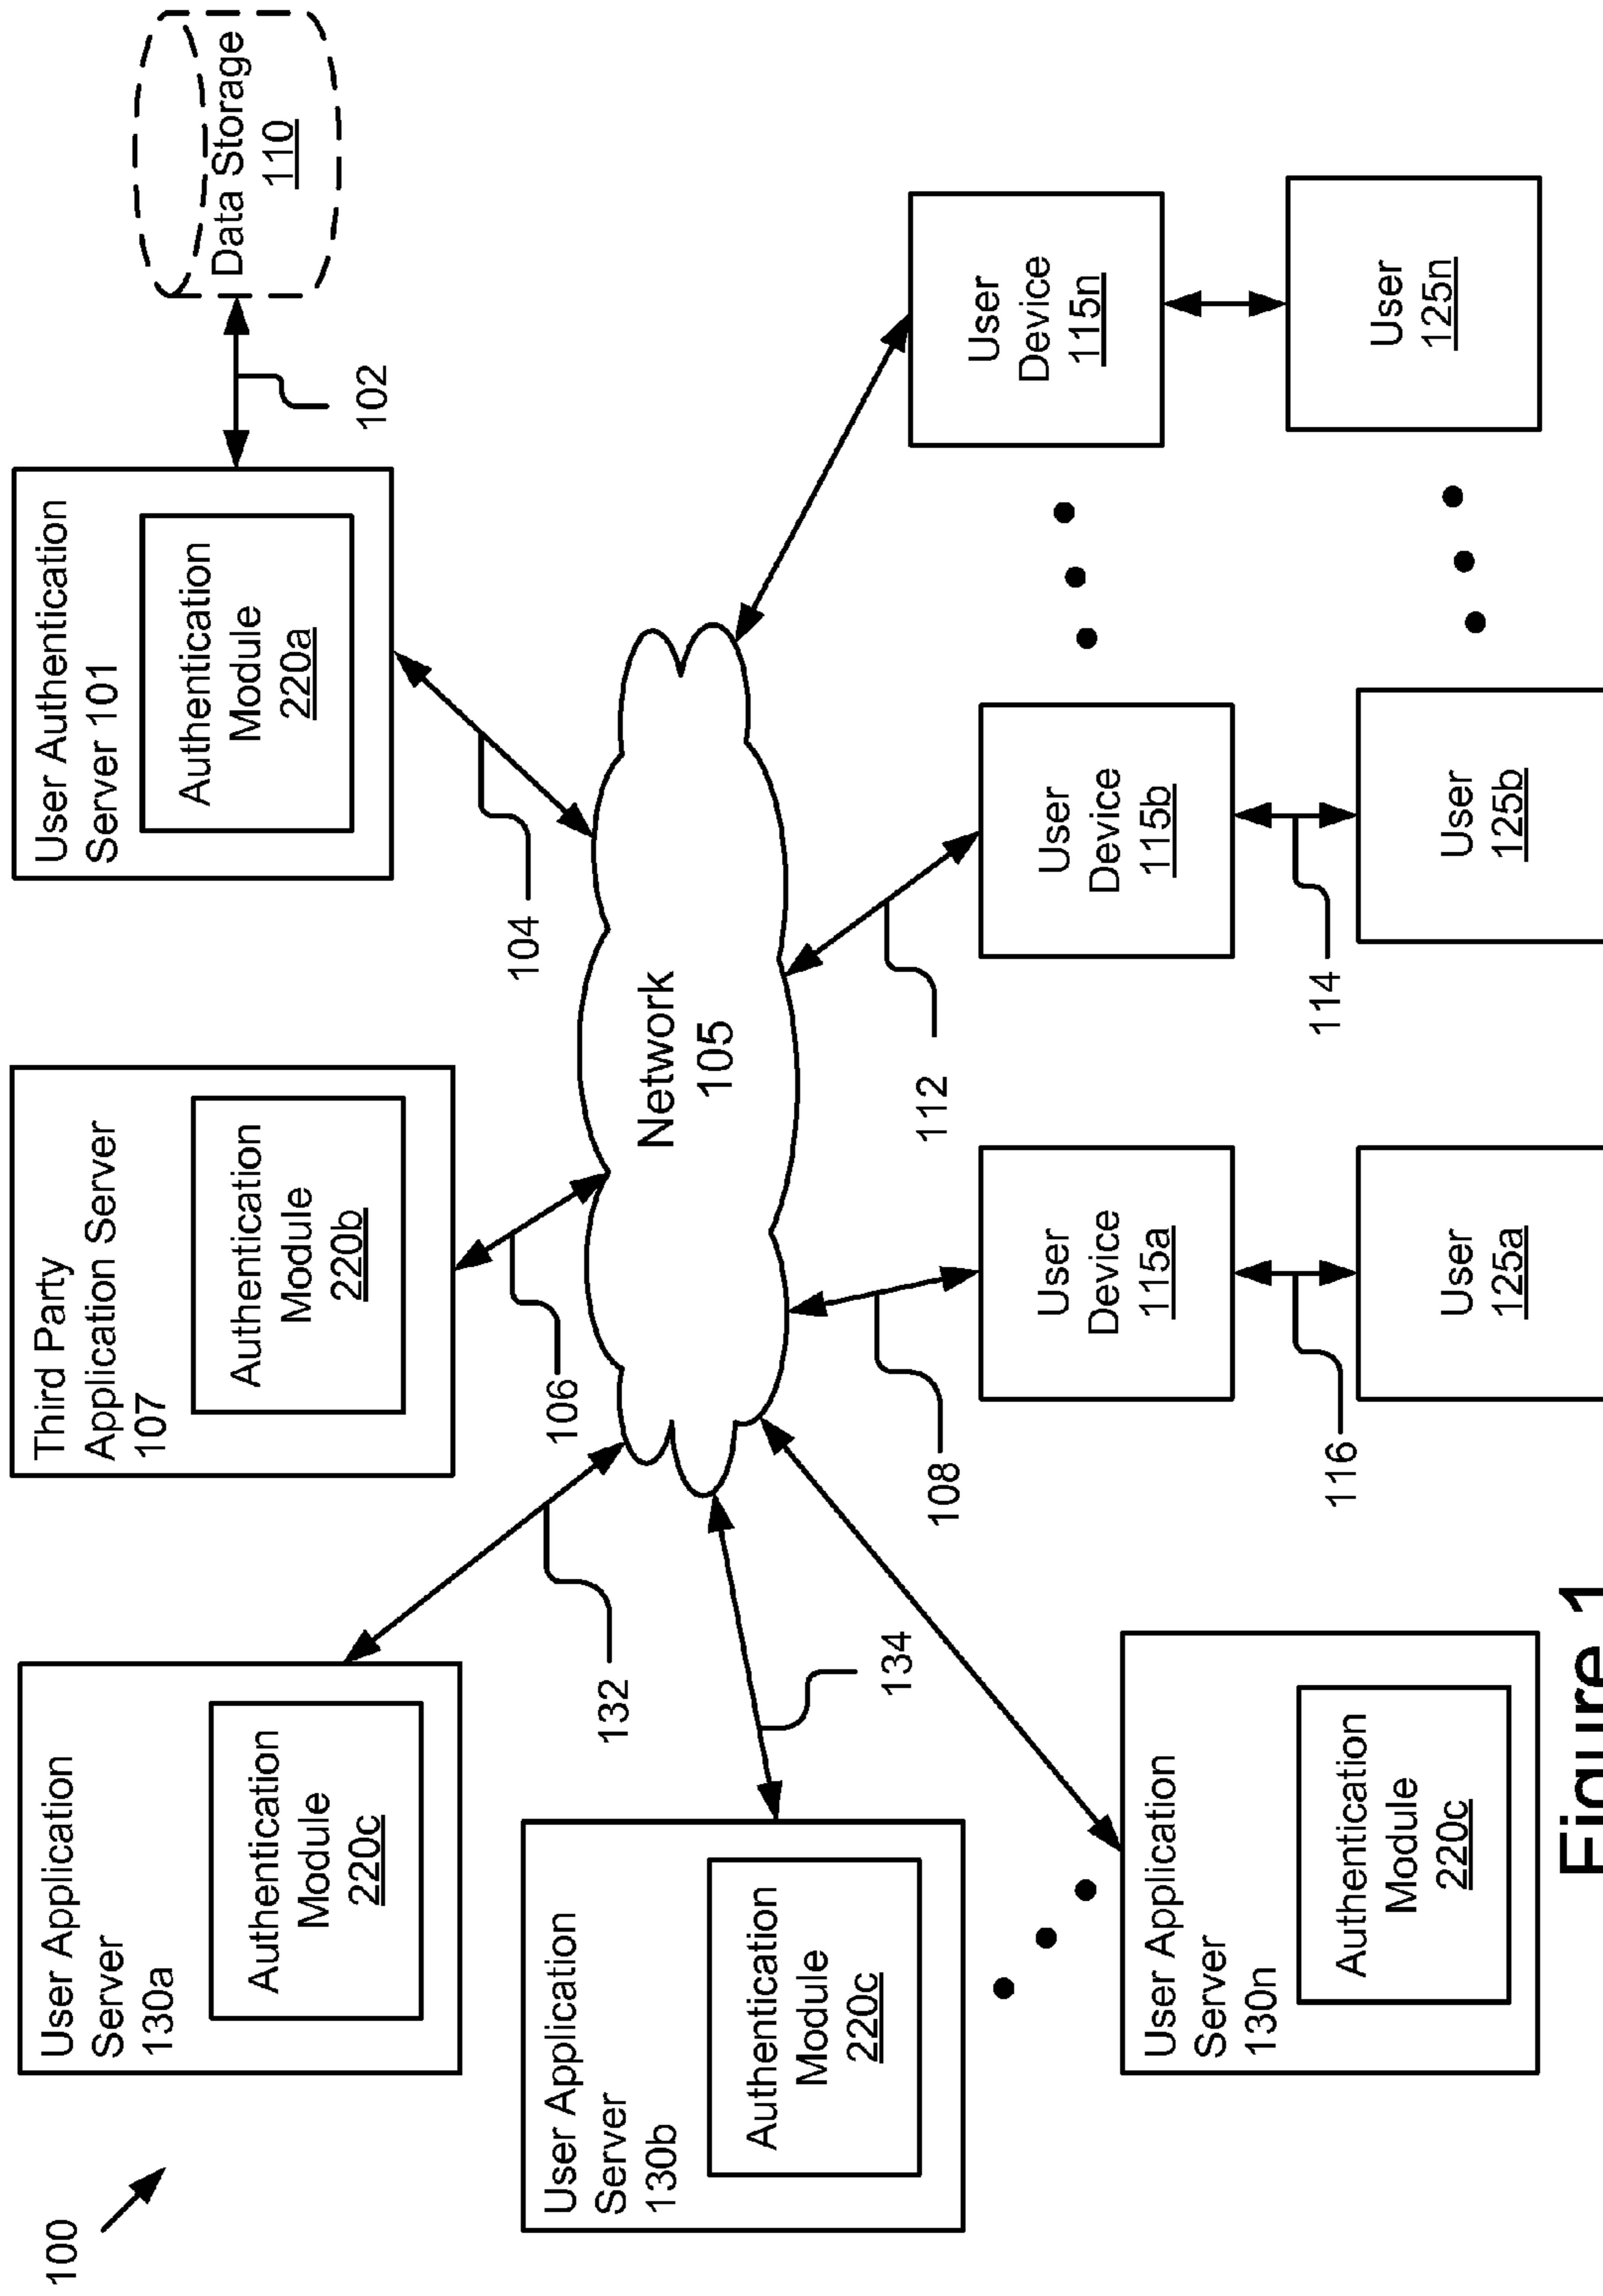 100
User Application
Server
130a
Authentication
Module
220c
Third Party
Application Server
107
Authentication
Module
220b
User Authentication
Server 101
Authentication
Module
220a
Data Storage
110
102
104
106
132
Network
105
User Application
Server
130b
Authentication
Module
220c
134
108
112
User
Device
115a
User
Device
115b
User
Device
115n
116
114
User
125a
User
125b
User
125n
User Application
Server
130n
Authentication
Module
220c
Figure 1